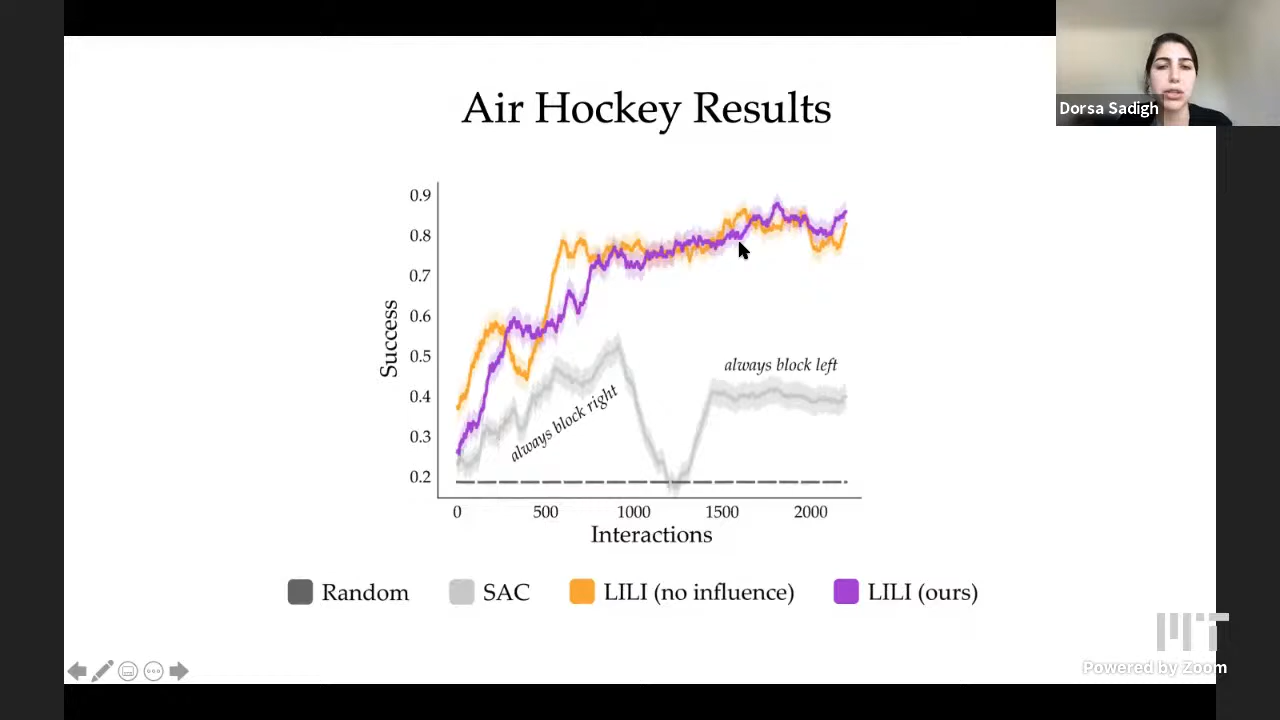 Air Hockey Results
Dorsa Sadigh
0.9
0.8
0.7
0.6
0.5
0.4
0.3
0.2
Success
always block right
always block left
0 500 1000 1500 2000
Interactions
Random SAC LILI (no influence) LILI (ours)
MIT
Powered by Zoom